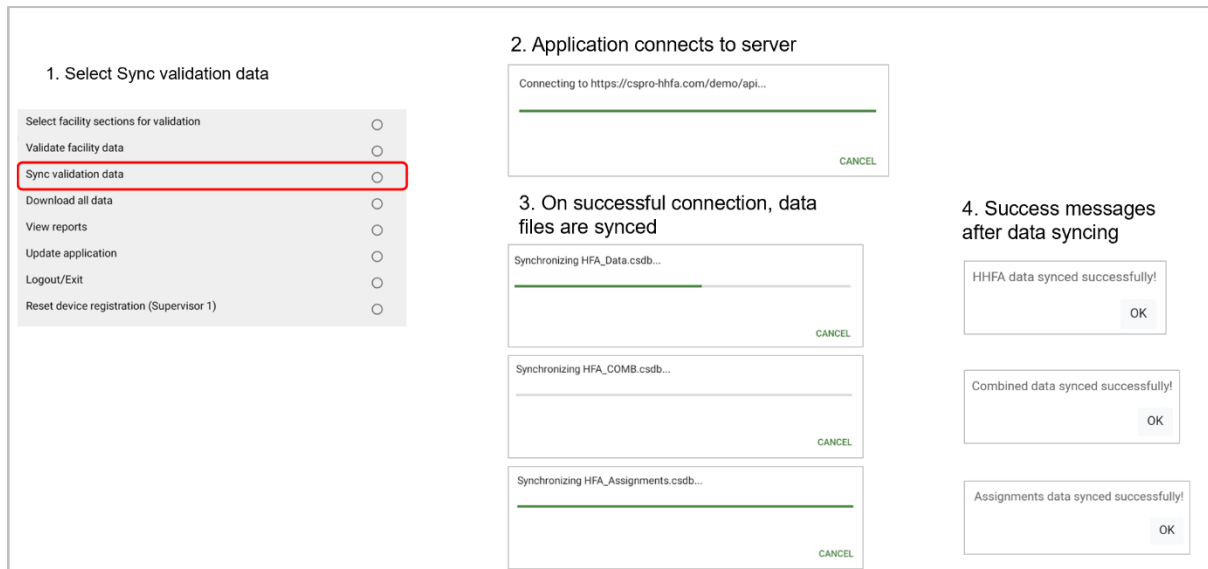 1. Select Sync validation data
Select facility sections for validation
Validate facility data
Sync validation data
Download all data
View reports
Update application
Logout/Exit
Reset device registration (Supervisor 1)
2. Application connects to server
Connecting to https://cspro-hhfa.com/demo/api...
CANCEL
3. On successful connection, data
files are synced
Synchronizing HFA_Data.csdb...
CANCEL
Synchronizing HFA_COMB.csdb...
CANCEL
Synchronizing HFA_Assignments.csdb...
CANCEL
4. Success messages
after data syncing
HHFA data synced successfully!
OK
Combined data synced successfully!
OK
Assignments data synced successfully!
OK